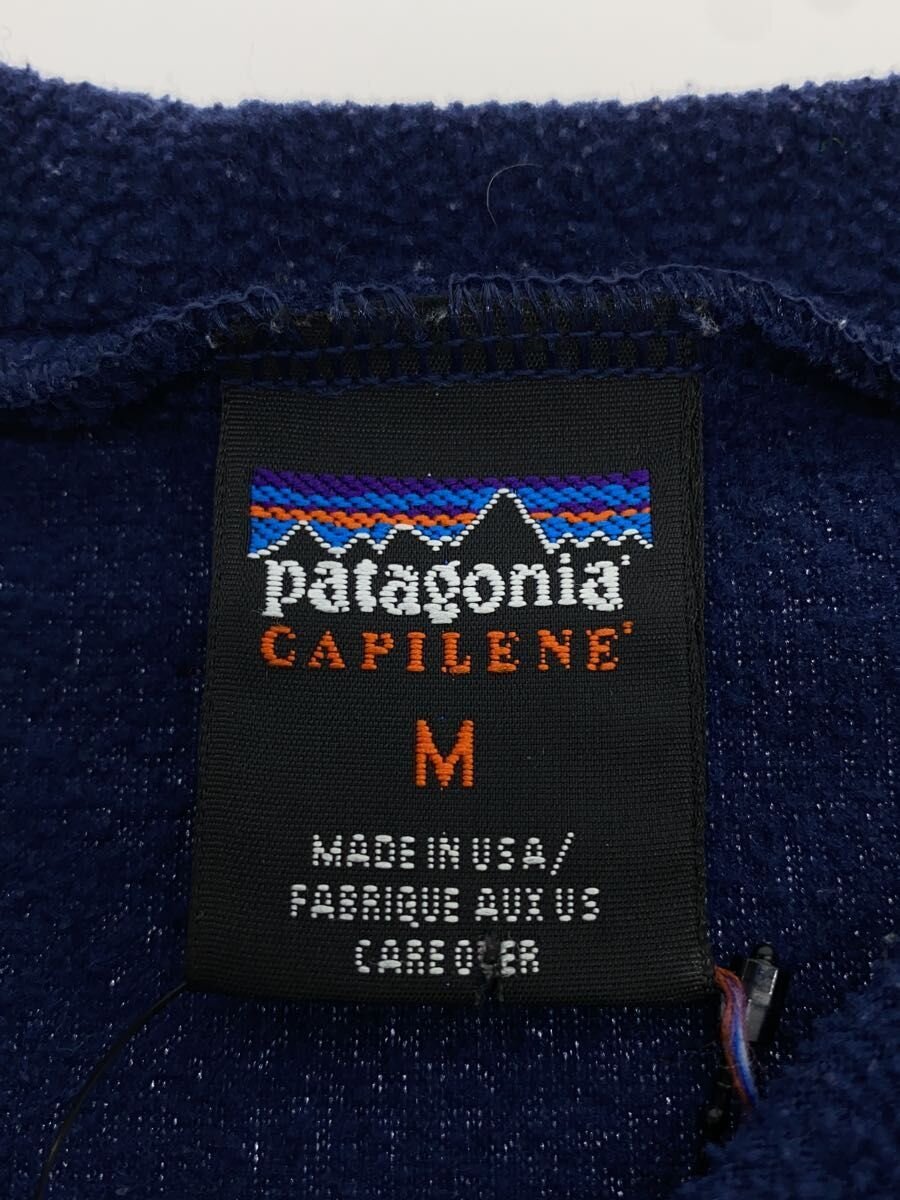 patagonia®
CAPILENE®
M
MADE IN USA/
FABRIQUE AUX US
CARE OVER